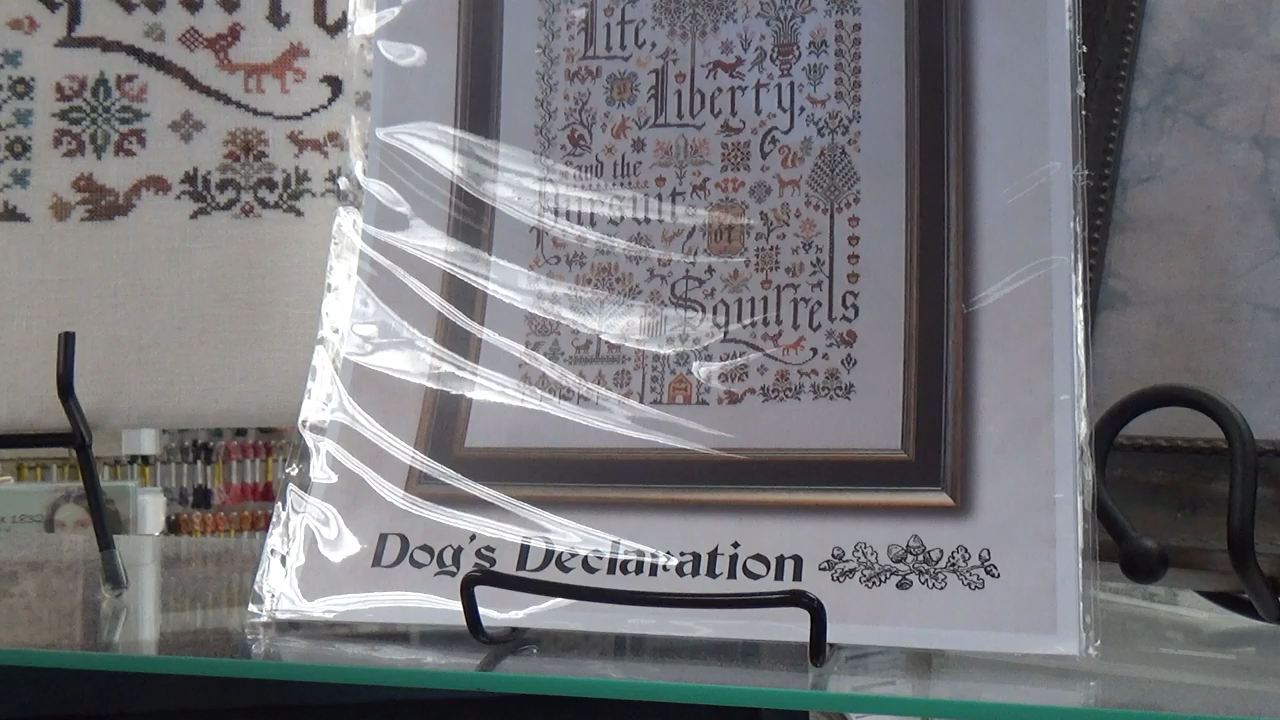 Life,
Liberty,
and the
Pursuit
of
Squirrels
Dog's Declaration